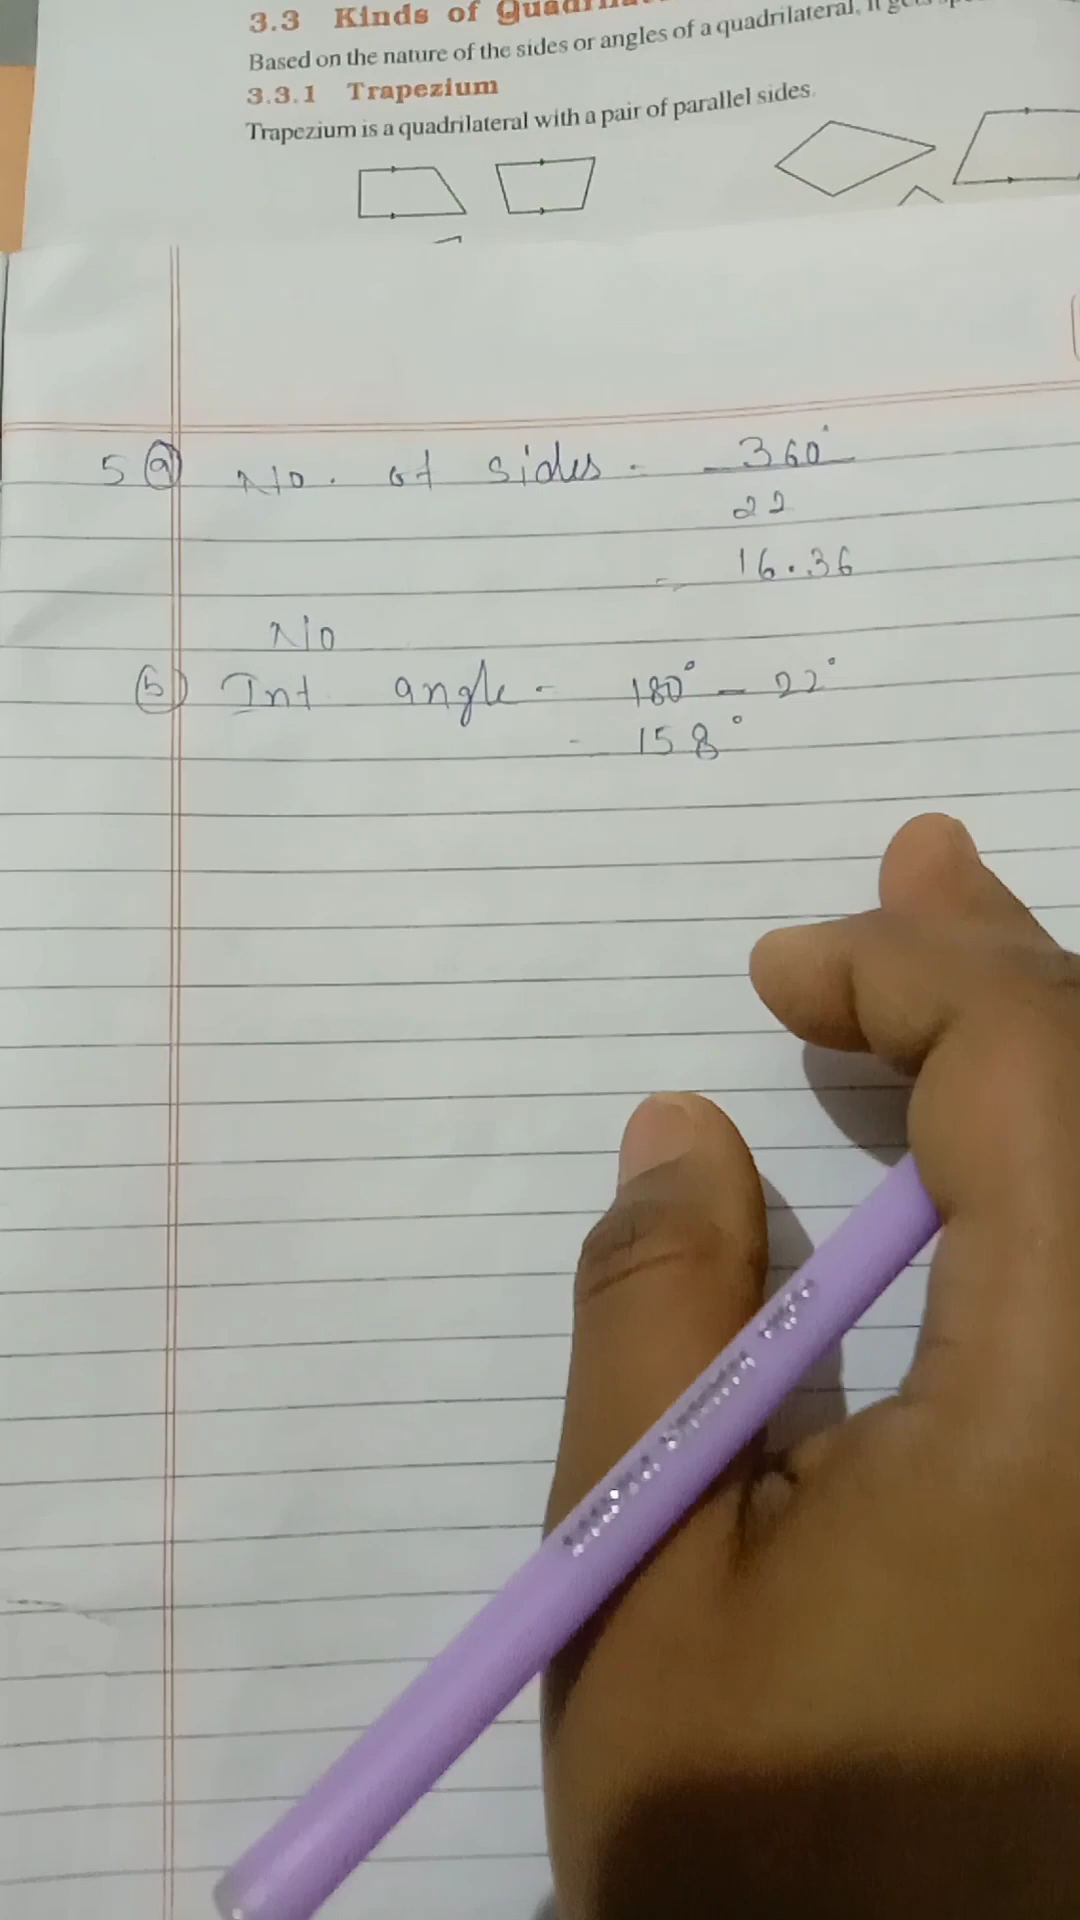 3.3 Kinds of
Based on the nature of the sides or angles of a quadrilateral, it gets
3.3.1 Trapezium
Trapezium is a quadrilateral with a pair of parallel sides.
5 (a) No. of sides = 360°
22
= 16.36
No
(b) Int. angle = 180° - 22°
= 158°